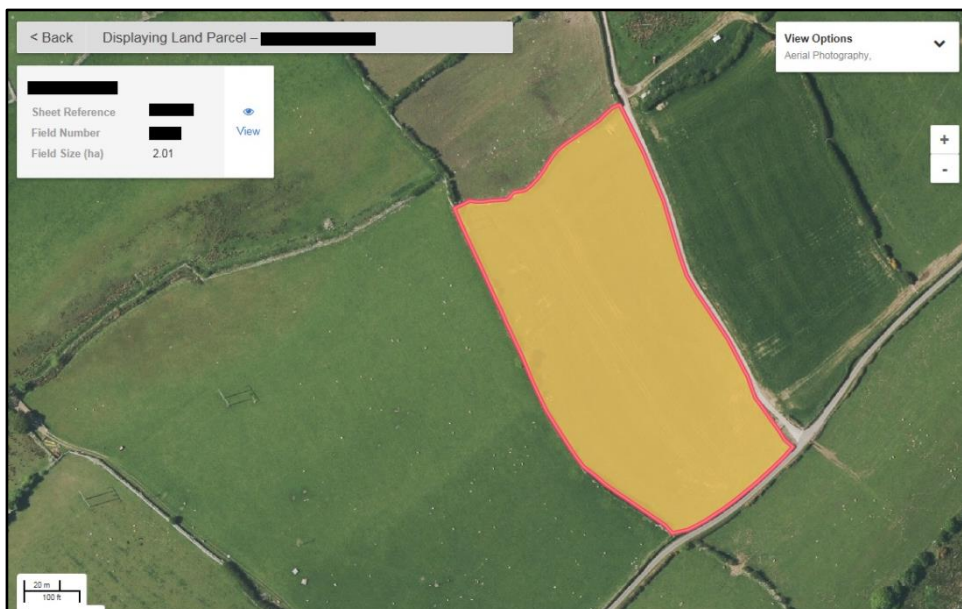 < Back Displaying Land Parcel –
View Options
Aerial Photography,
Sheet Reference
Field Number
View
Field Size (ha) 2.01
+
-
20 m
100 ft